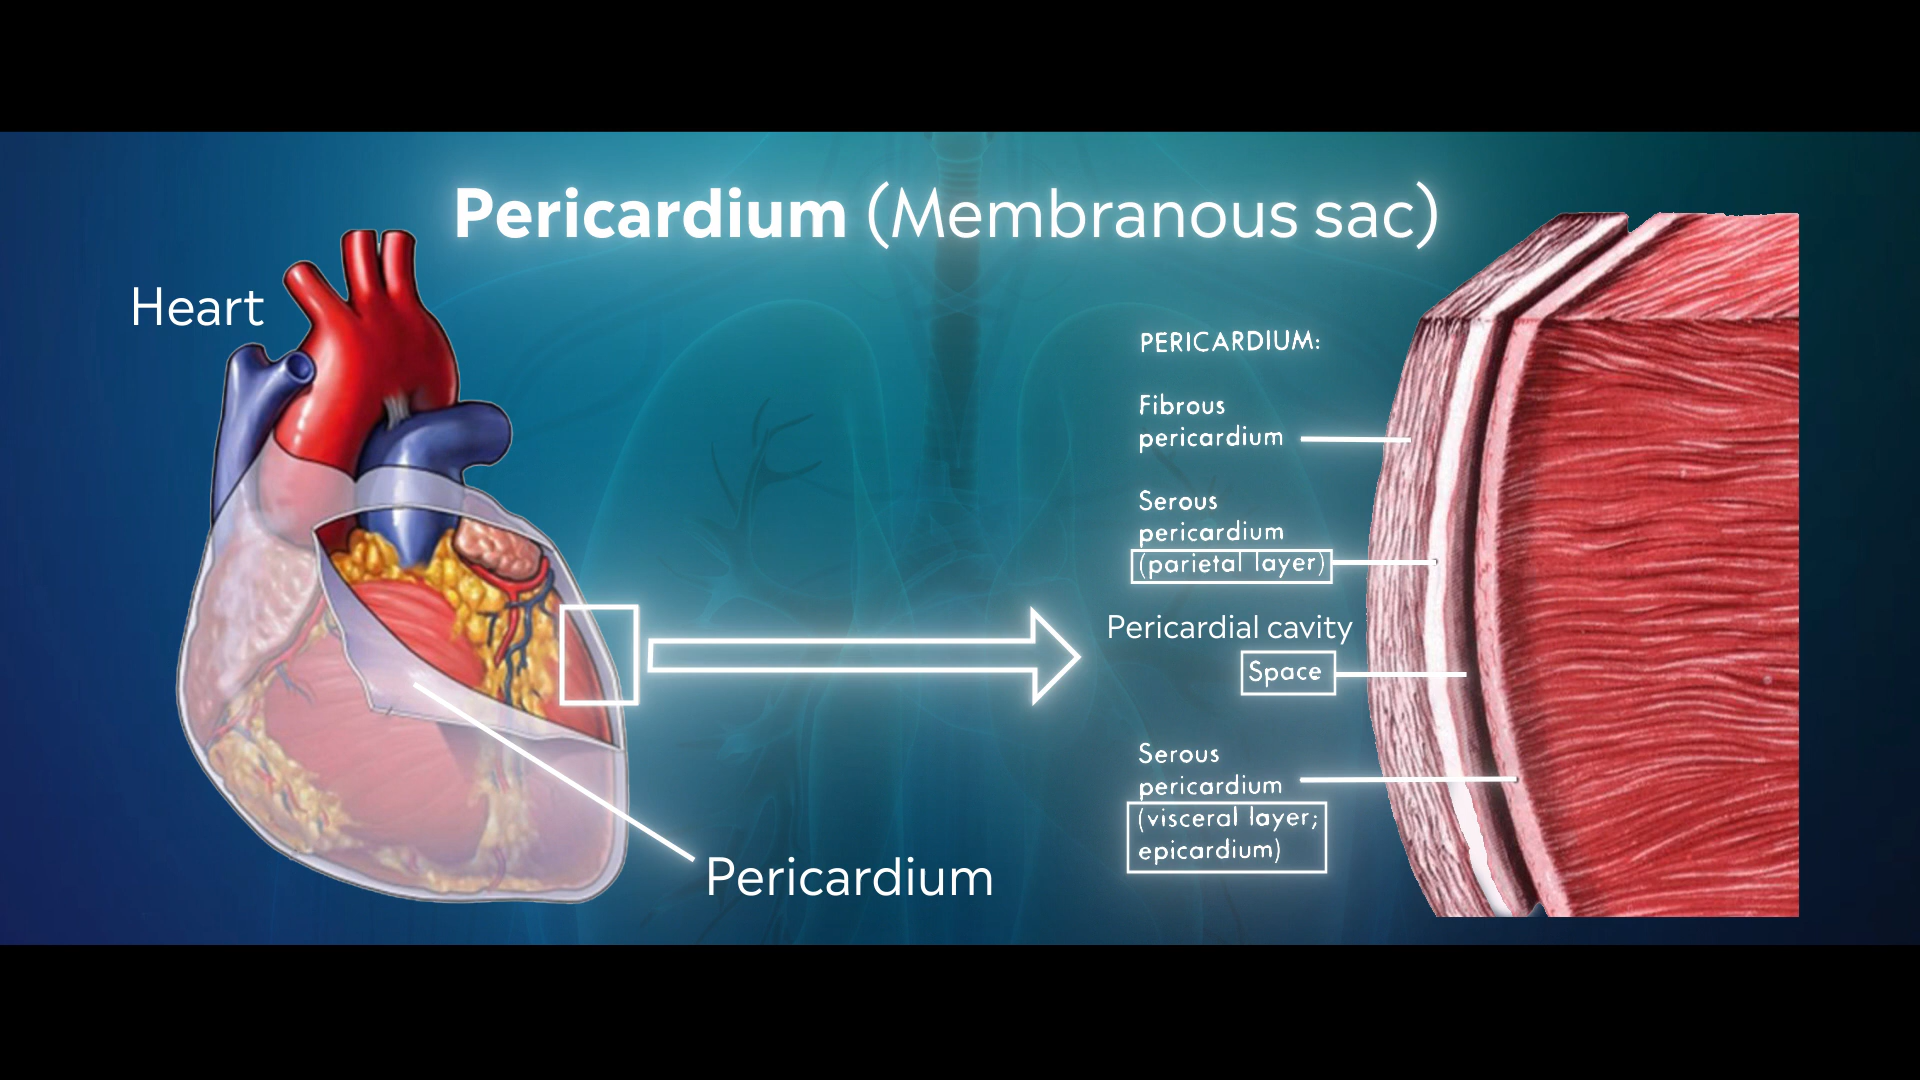 Pericardium (Membranous sac)
Heart
PERICARDIUM:
Fibrous
pericardium
Serous
pericardium
(parietal layer)
Pericardial cavity
Space
Serous
pericardium
(visceral layer;
epicardium)
Pericardium